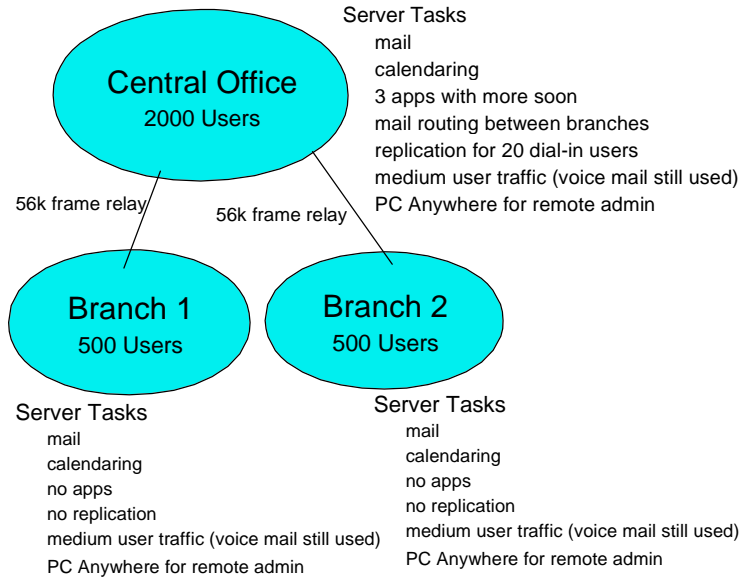 Server Tasks
mail
calendaring
3 apps with more soon
mail routing between branches
replication for 20 dial-in users
medium user traffic (voice mail still used)
PC Anywhere for remote admin
Central Office
2000 Users
56k frame relay
56k frame relay
Branch 1
500 Users
Branch 2
500 Users
Server Tasks
mail
calendaring
no apps
no replication
medium user traffic (voice mail still used)
PC Anywhere for remote admin
Server Tasks
mail
calendaring
no apps
no replication
medium user traffic (voice mail still used)
PC Anywhere for remote admin